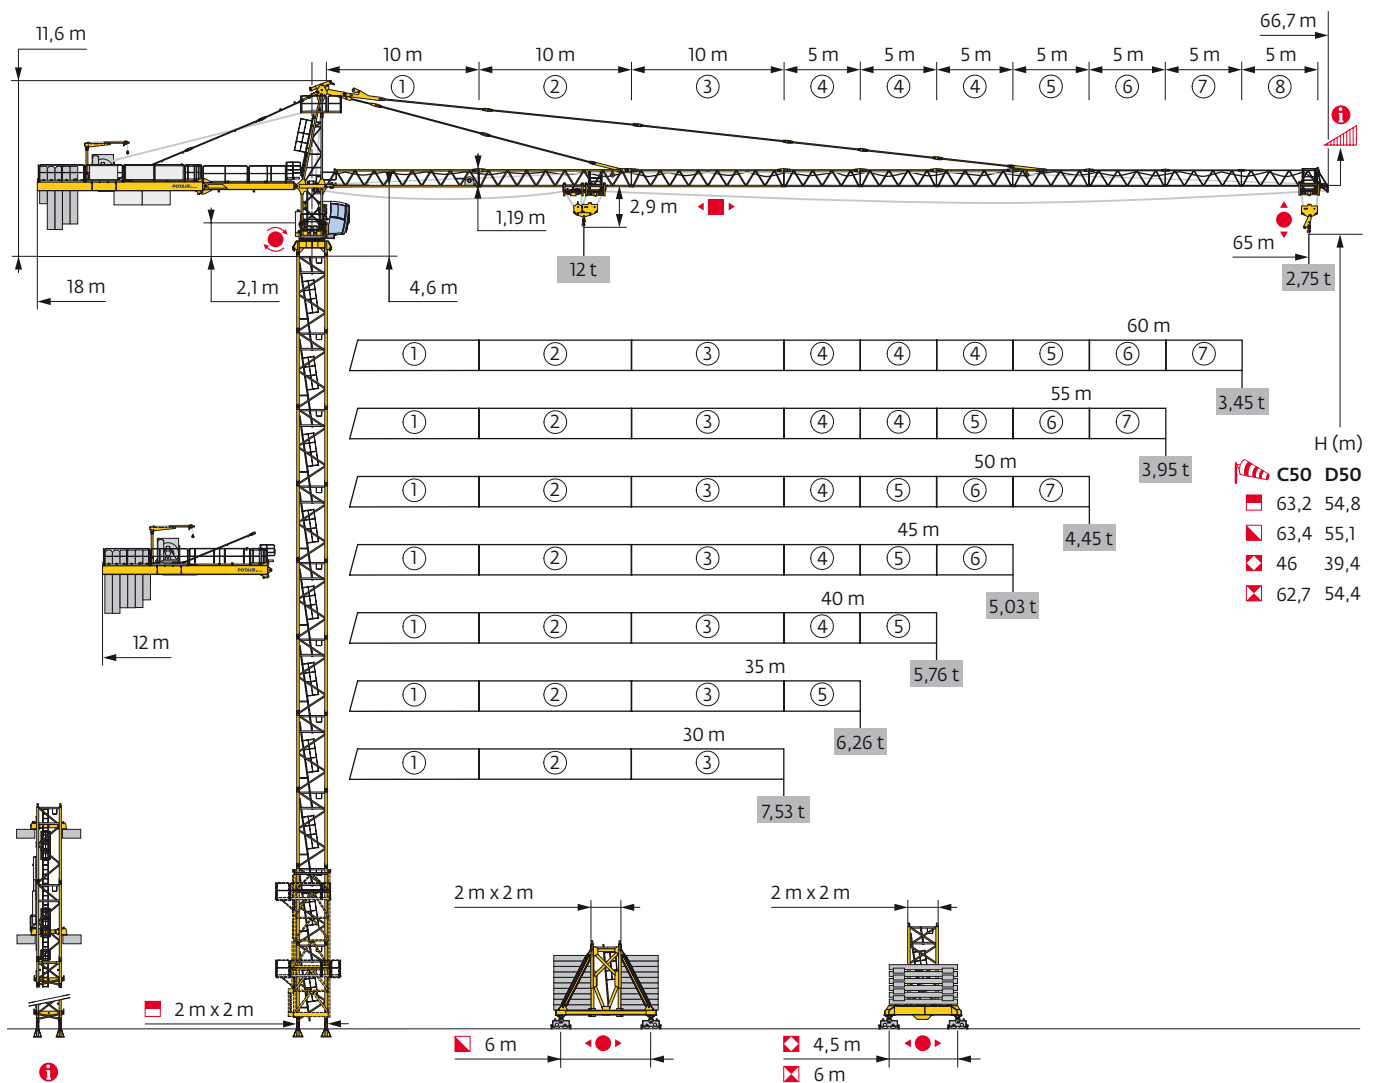 11,6 m
66,7 m
10 m 10 m 10 m 5 m 5 m 5 m 5 m 5 m 5 m 5 m
① ② ③ ④ ④ ④ ⑤ ⑥ ⑦ ⑧
i
POTAIN
1,19 m
2,9 m
65 m
12 t
2,75 t
18 m
2,1 m
4,6 m
60 m
① ② ③ ④ ④ ④ ⑤ ⑥ ⑦
3,45 t
55 m
① ② ③ ④ ④ ⑤ ⑥ ⑦
3,95 t
50 m
① ② ③ ④ ⑤ ⑥ ⑦
4,45 t
45 m
① ② ③ ④ ⑤ ⑥
5,03 t
40 m
① ② ③ ④ ⑤
5,76 t
35 m
① ② ③ ⑤
6,26 t
30 m
① ② ③
7,53 t
H (m)
C50 D50
63,2 54,8
63,4 55,1
46 39,4
62,7 54,4
POTAIN
12 m
2 m x 2 m
2 m x 2 m
2 m x 2 m
6 m
4,5 m
6 m
i